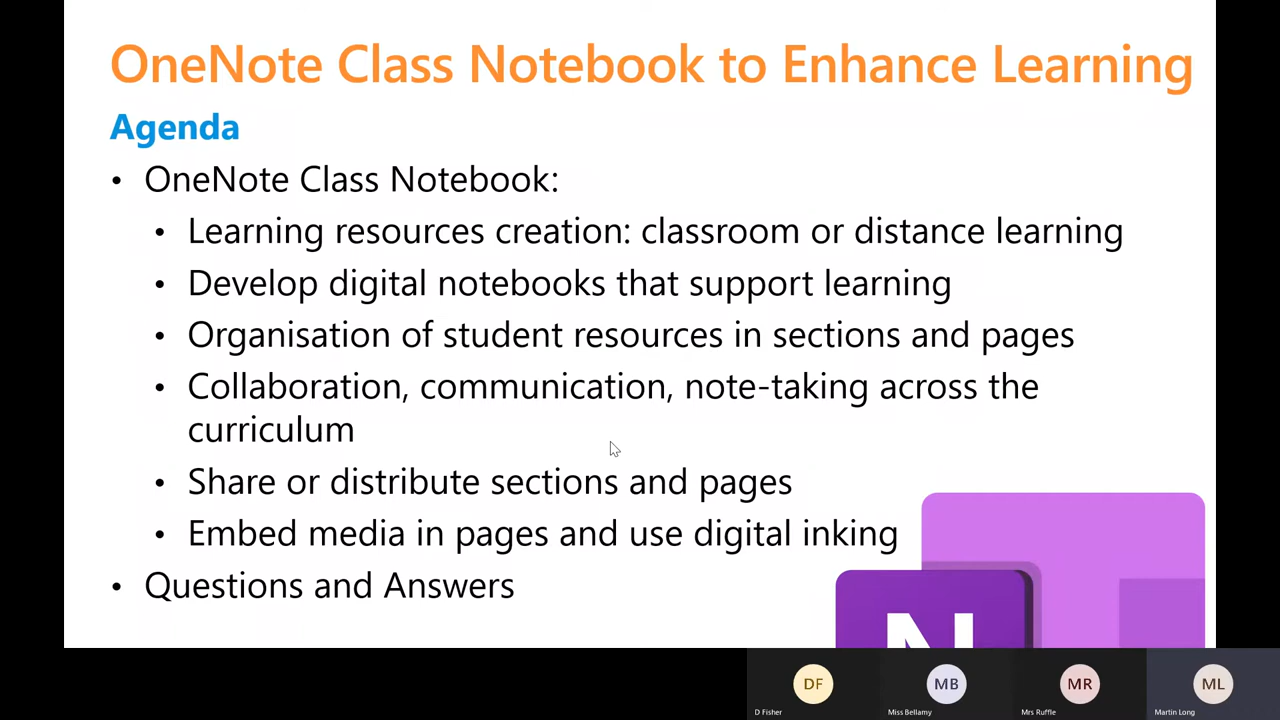 OneNote Class Notebook to Enhance Learning
Agenda
• OneNote Class Notebook:
• Learning resources creation: classroom or distance learning
• Develop digital notebooks that support learning
• Organisation of student resources in sections and pages
• Collaboration, communication, note-taking across the
curriculum
• Share or distribute sections and pages
• Embed media in pages and use digital inking
• Questions and Answers
N
DF
MB
MR
ML
D Fisher
Miss Bellamy
Mrs Ruffle
Martin Long